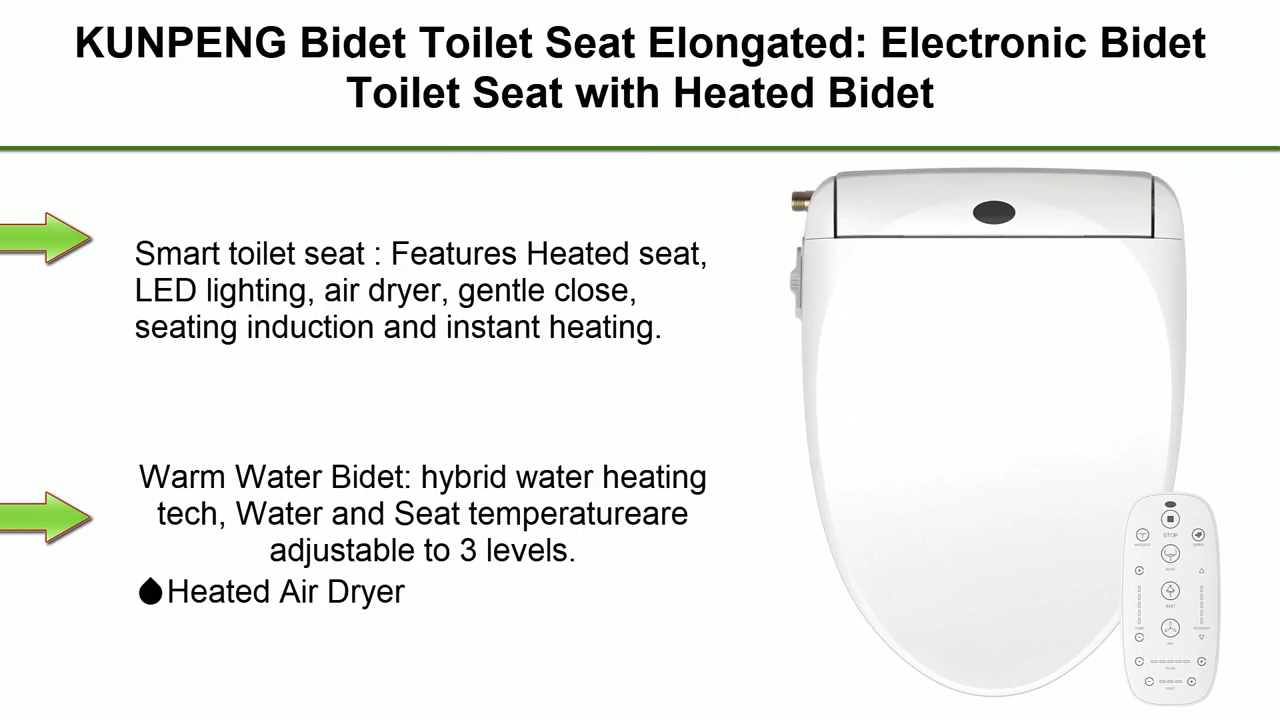 KUNPENG Bidet Toilet Seat Elongated: Electronic Bidet
Toilet Seat with Heated Bidet
Smart toilet seat : Features Heated seat,
LED lighting, air dryer, gentle close,
seating induction and instant heating.
Warm Water Bidet: hybrid water heating
tech, Water and Seat temperatureare
adjustable to 3 levels.
Heated Air Dryer
STOP